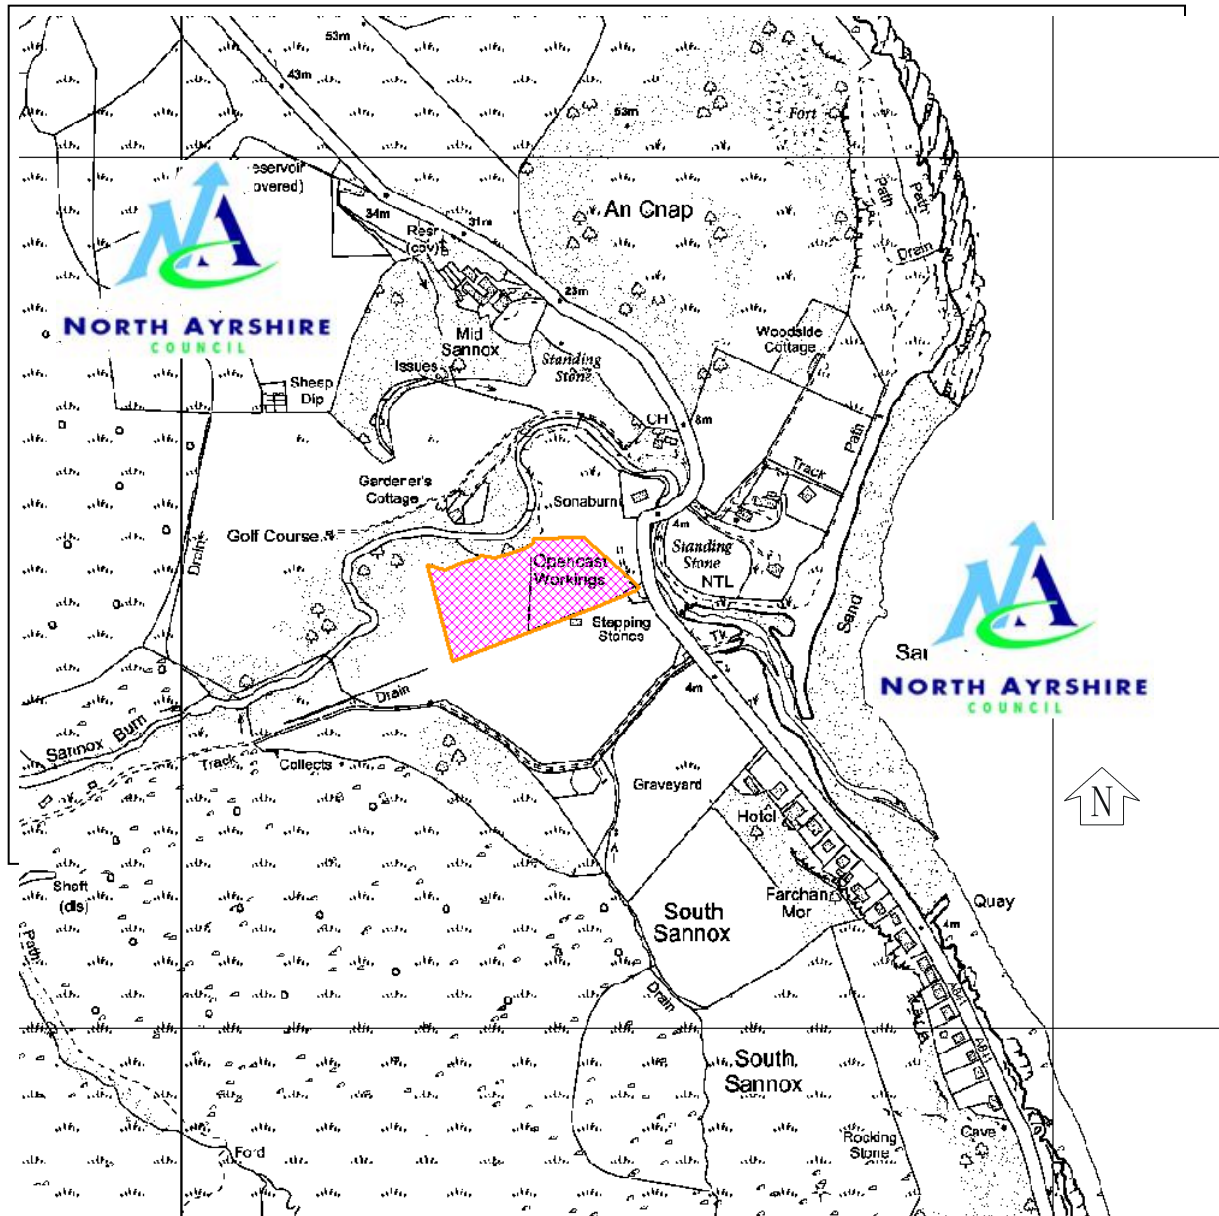 53m
43m
53m
Fort
eservoir
overed)
34m
31m
Resr
(cov)
An Cnap
Path
Path
Drain
NORTH AYRSHIRE
COUNCIL
23m
Mid
Sannox
Woodside
Cottage
Standing
Stone
Issues
Sheep
Dip
CH
8m
Path
Track
Gardener's
Cottage
Sonaburn
4m
Golf Course
Drain
Standing
Stone
NTL
Opencast
Workings
Sand
Stepping
Stones
Tk
4m
NORTH AYRSHIRE
COUNCIL
Drain
Sannox Burn
Track
Collects
Graveyard
N
Hotel
Shaft
(dis)
Farchan
Mor
Quay
4m
South
Sannox
Path
Drain
A841
A841
South
Sannox
Cave
Rocking
Stone
Ford